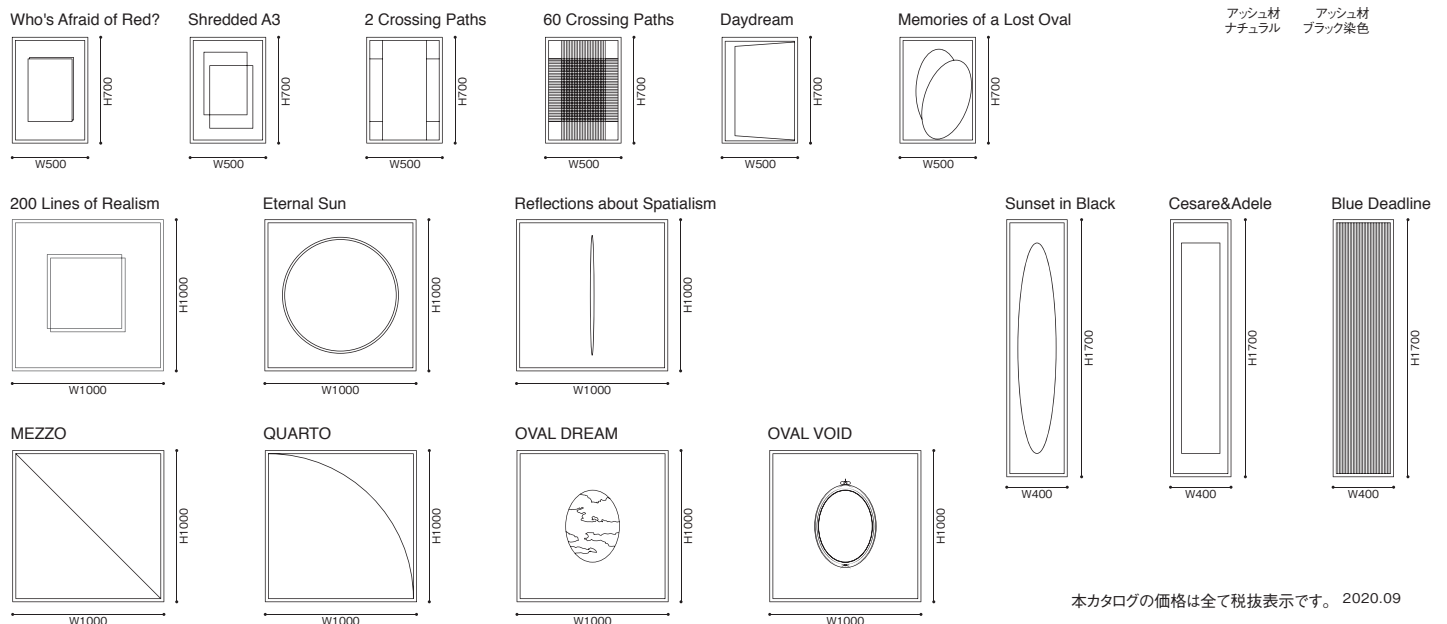 Who's Afraid of Red?
Shredded A3
2 Crossing Paths
60 Crossing Paths
Daydream
Memories of a Lost Oval
アッシュ材
ナチュラル
アッシュ材
ブラック染色
H700
H700
H700
H700
H700
H700
W500
W500
W500
W500
W500
W500
200 Lines of Realism
Eternal Sun
Reflections about Spatialism
Sunset in Black
Cesare&Adele
Blue Deadline
H1000
H1000
H1000
H1700
H1700
H1700
W1000
W1000
W1000
MEZZO
QUARTO
OVAL DREAM
OVAL VOID
W400
W400
W400
H1000
H1000
H1000
H1000
W1000
W1000
W1000
W1000
本カタログの価格は全て税抜表示です。 2020.09